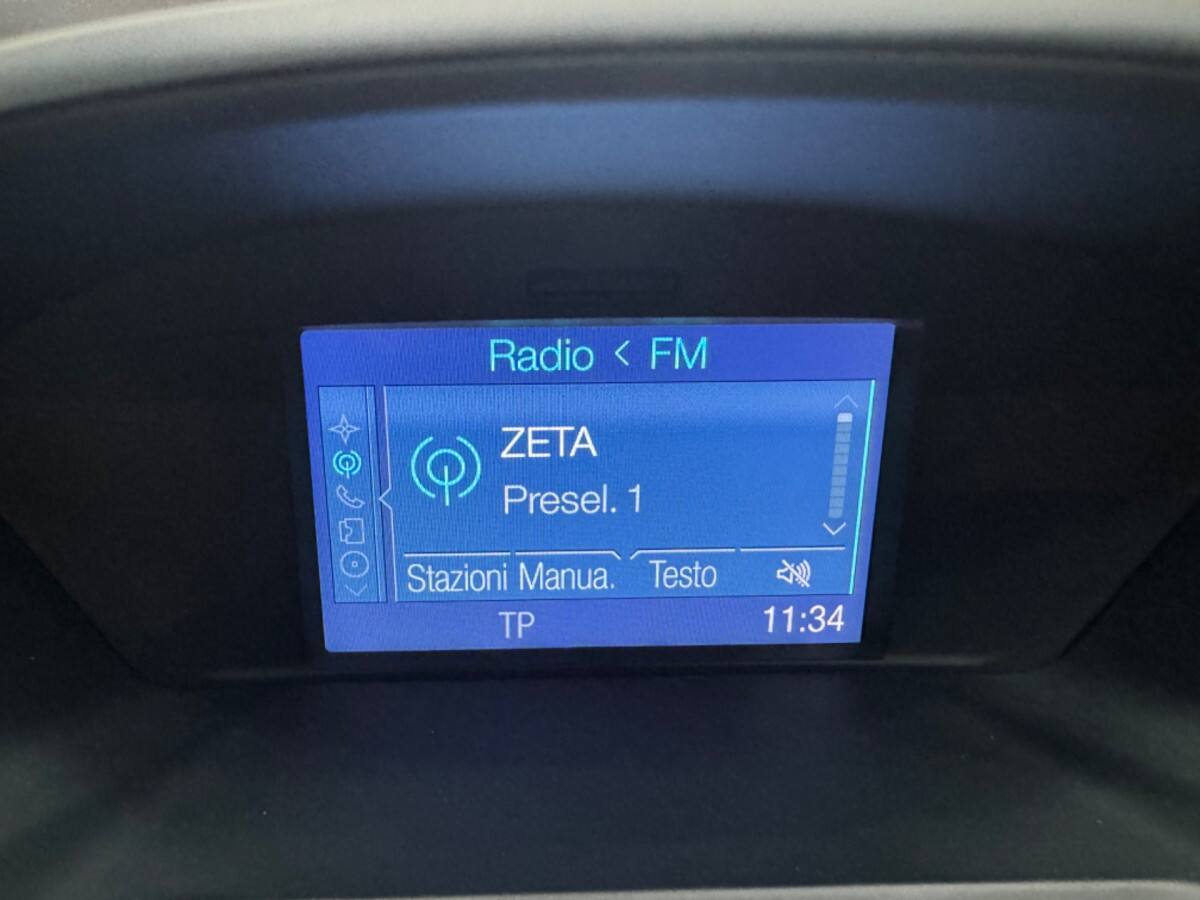 Radio < FM
ZETA
Presel. 1
Stazioni Manua. Testo
TP 11:34